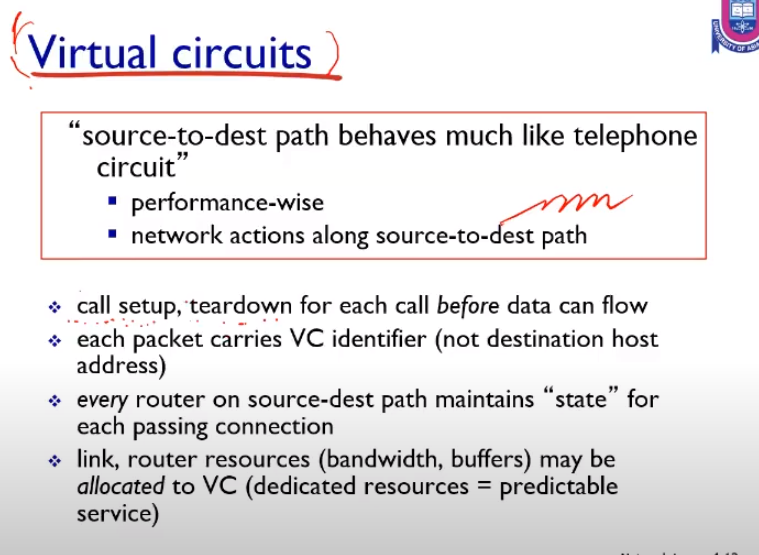 Virtual circuits
“source-to-dest path behaves much like telephone
circuit”
▪ performance-wise
▪ network actions along source-to-dest path
❖ call setup, teardown for each call before data can flow
❖ each packet carries VC identifier (not destination host
address)
❖ every router on source-dest path maintains “state” for
each passing connection
❖ link, router resources (bandwidth, buffers) may be
allocated to VC (dedicated resources = predictable
service)